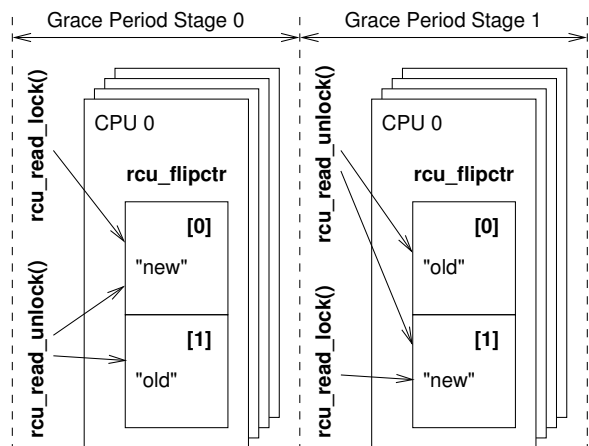 Grace Period Stage 0
Grace Period Stage 1
rcu_read_lock()
rcu_read_unlock()
CPU 0
rcu_flipctr
[0]
"new"
[1]
"old"
rcu_read_unlock()
rcu_read_lock()
CPU 0
rcu_flipctr
[0]
"old"
[1]
"new"